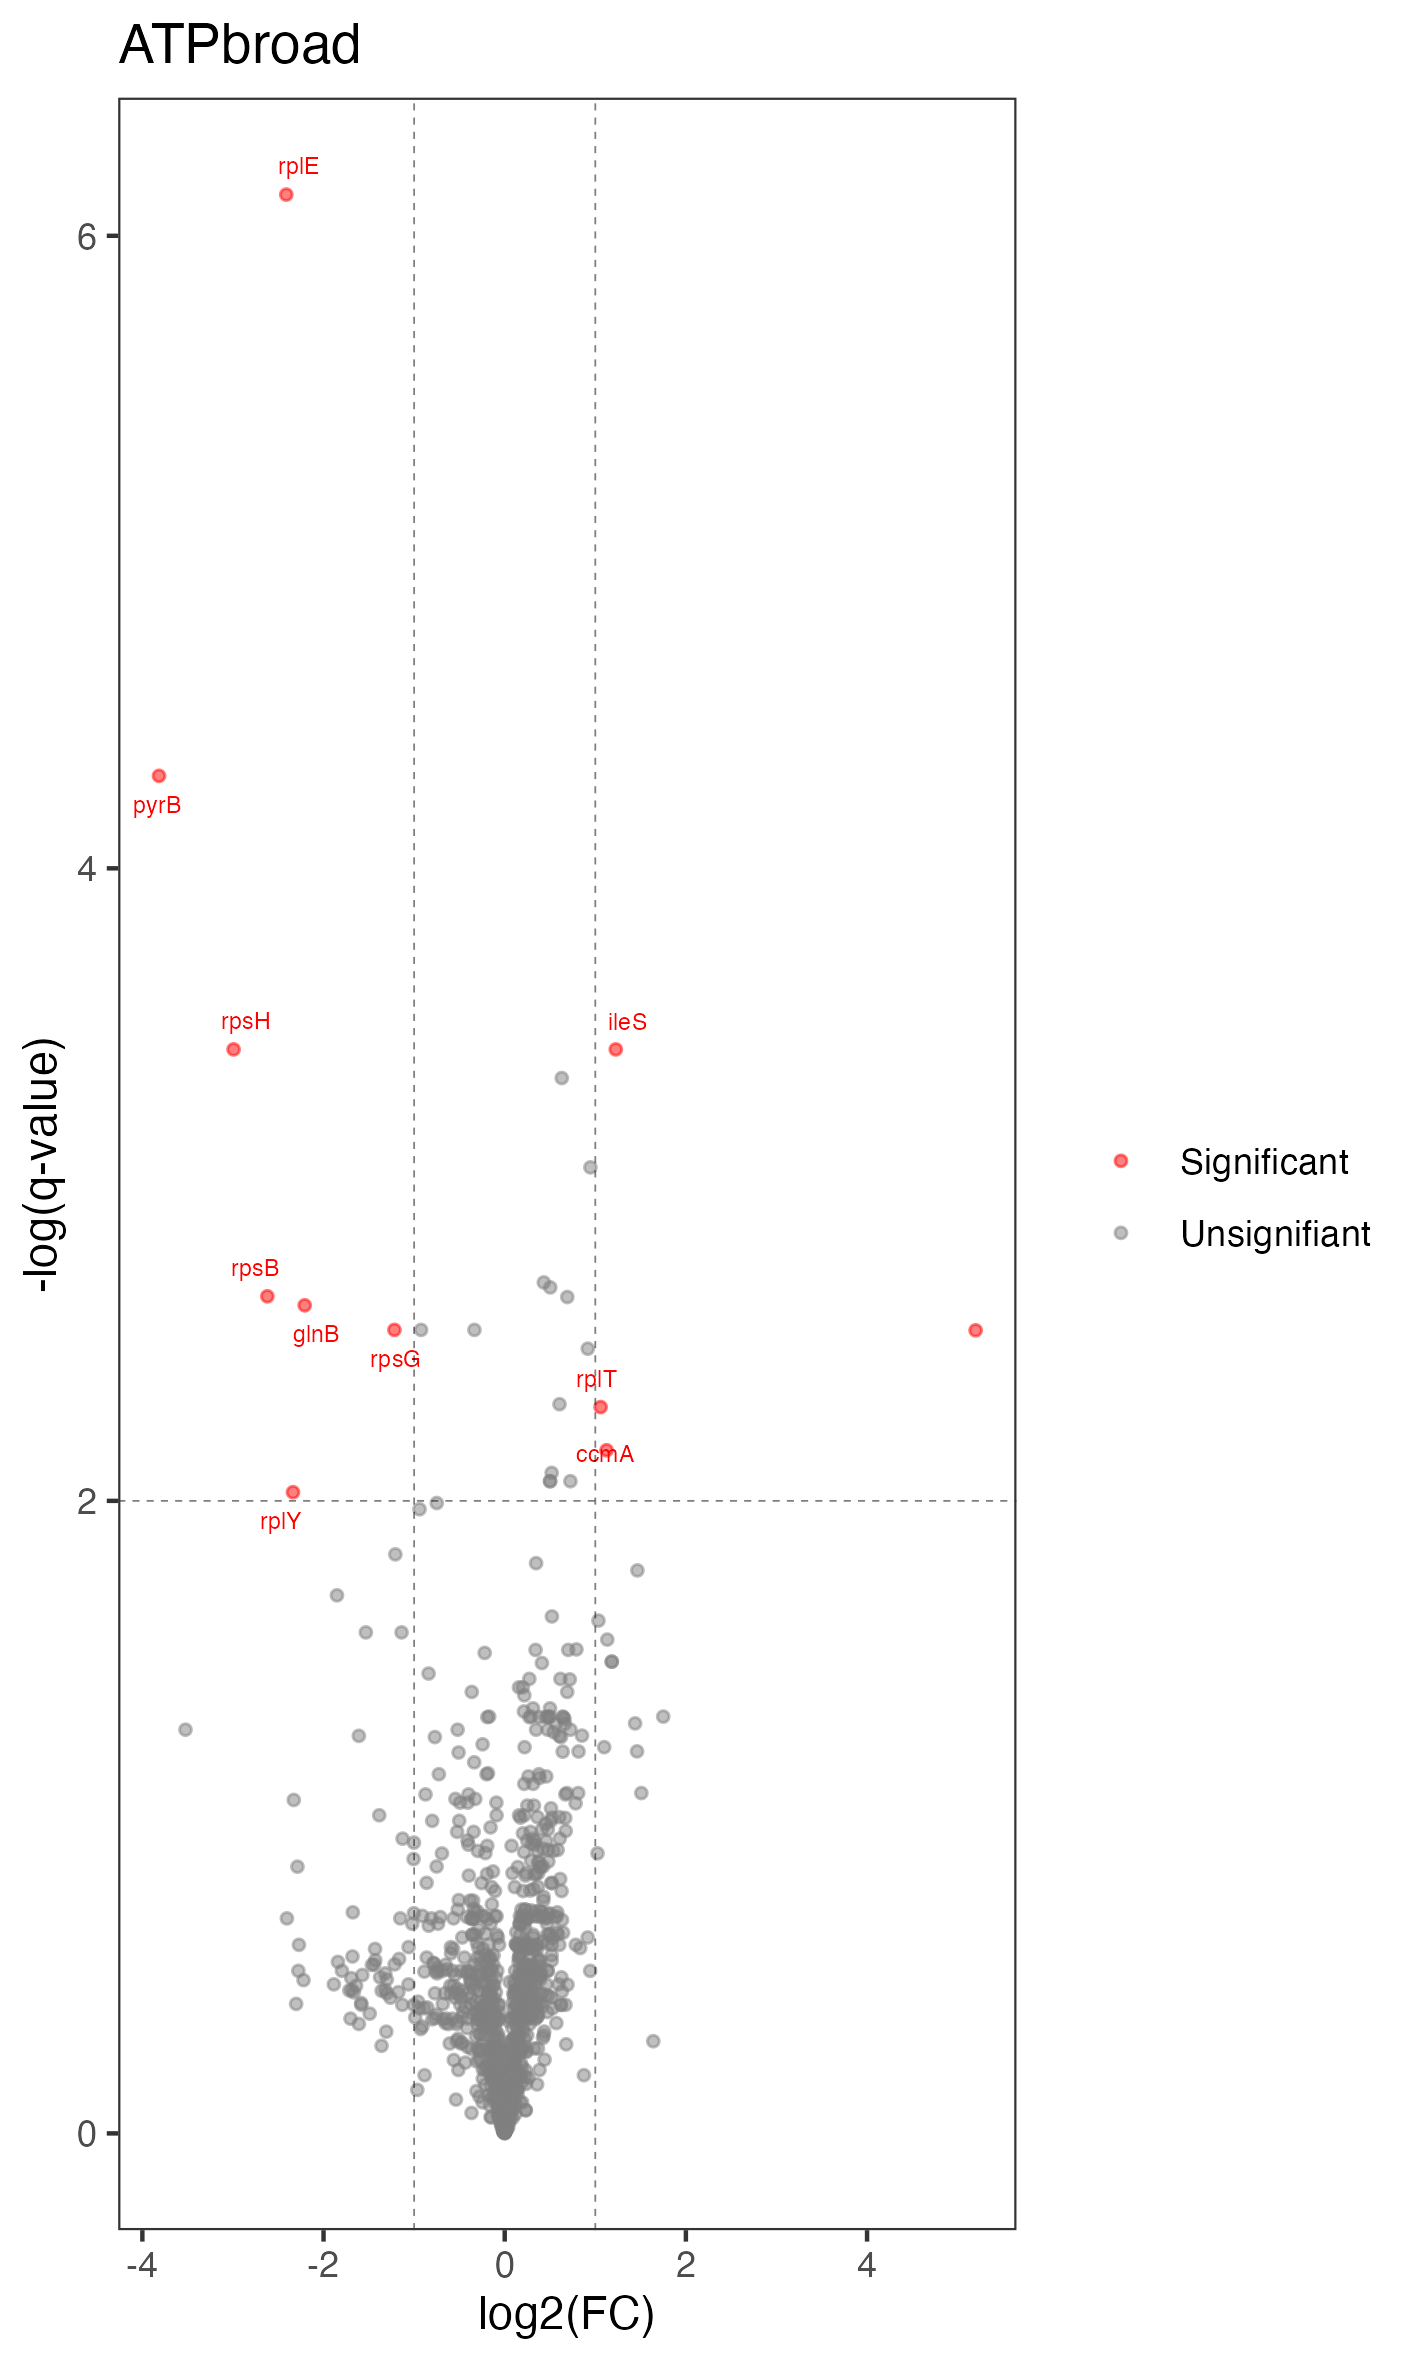 ATPbroad
rplE
6
pyrB
4
rpsH
ileS
-log(q-value)
Significant
Unsignifiant
rpsB
glnB
rpsG
rplT
ccmA
2
rplY
0
-4 -2 0 2 4
log2(FC)